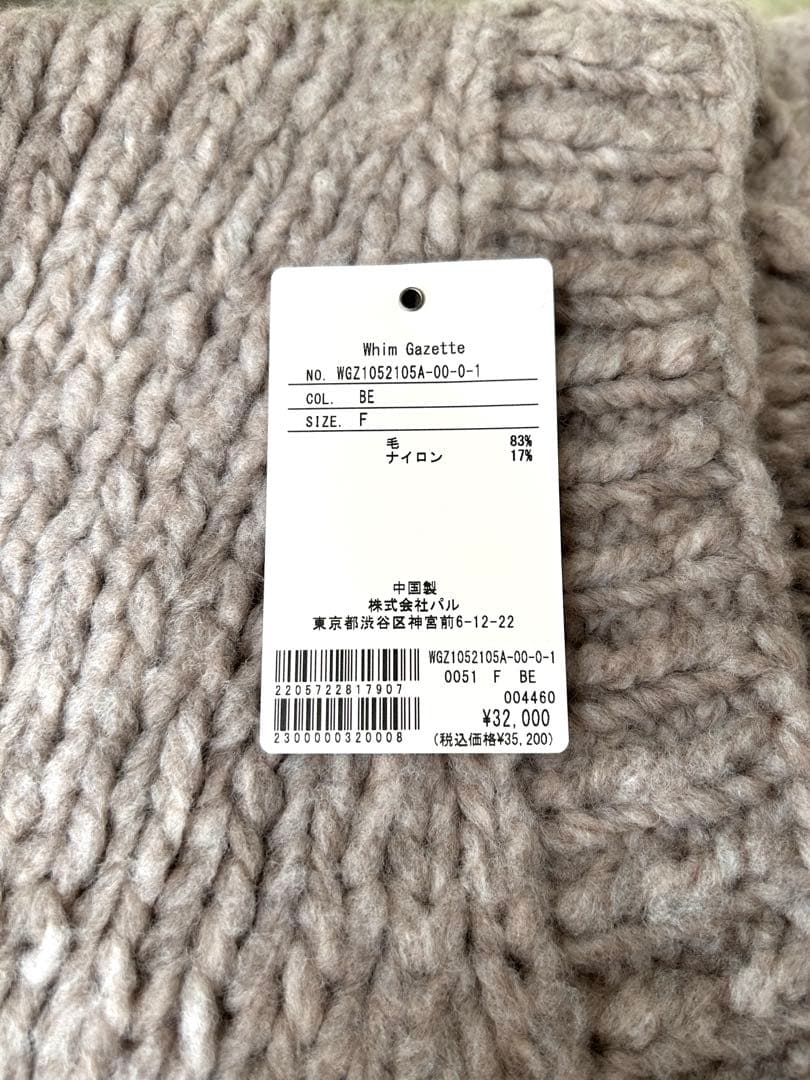 Whim Gazette
NO. WGZ1052105A-00-0-1
COL. BE
SIZE. F
毛 83%
ナイロン 17%
中国製
株式会社パル
東京都渋谷区神宮前6-12-22
WGZ1052105A-00-0-1
0051 F BE
2205722817907
004460
¥32,000
2300000320008
(税込価格¥35,200)